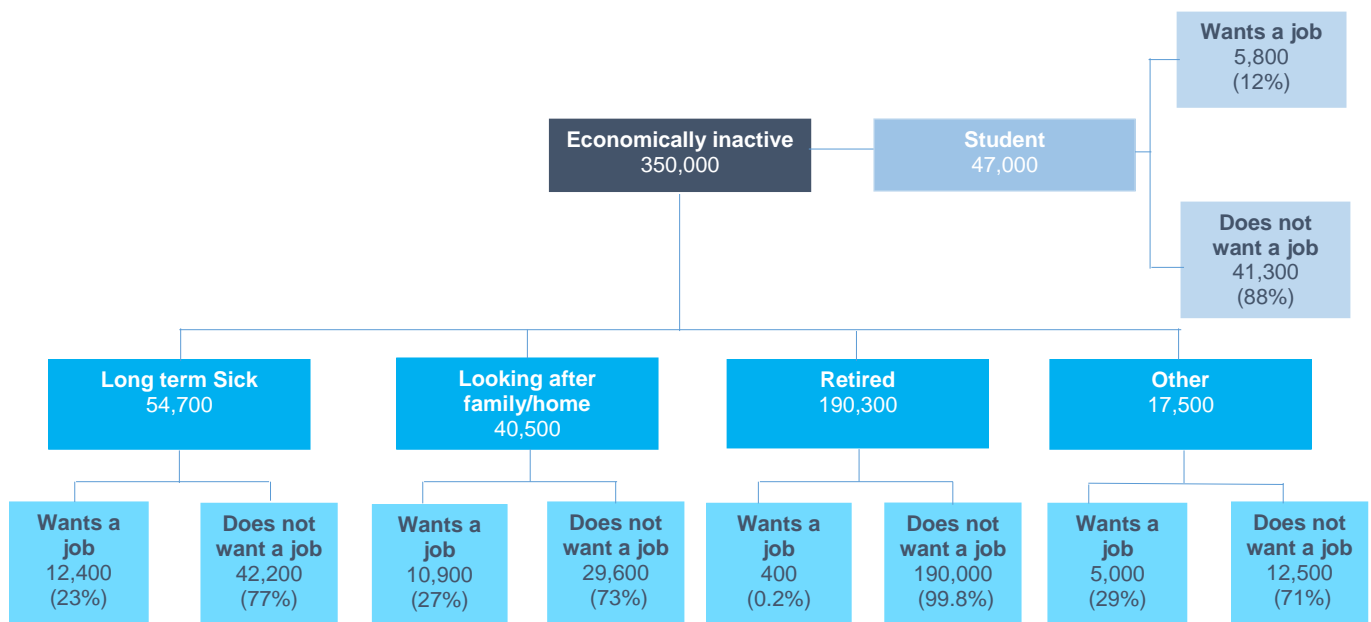 Wants a job
5,800
(12%)
Economically inactive
350,000
Student
47,000
Does not
want a job
41,300
(88%)
Long term Sick
54,700
Looking after
family/home
40,500
Retired
190,300
Other
17,500
Wants a
job
12,400
(23%)
Does not
want a job
42,200
(77%)
Wants a
job
10,900
(27%)
Does not
want a job
29,600
(73%)
Wants a
job
400
(0.2%)
Does not
want a job
190,000
(99.8%)
Wants a
job
5,000
(29%)
Does not
want a job
12,500
(71%)